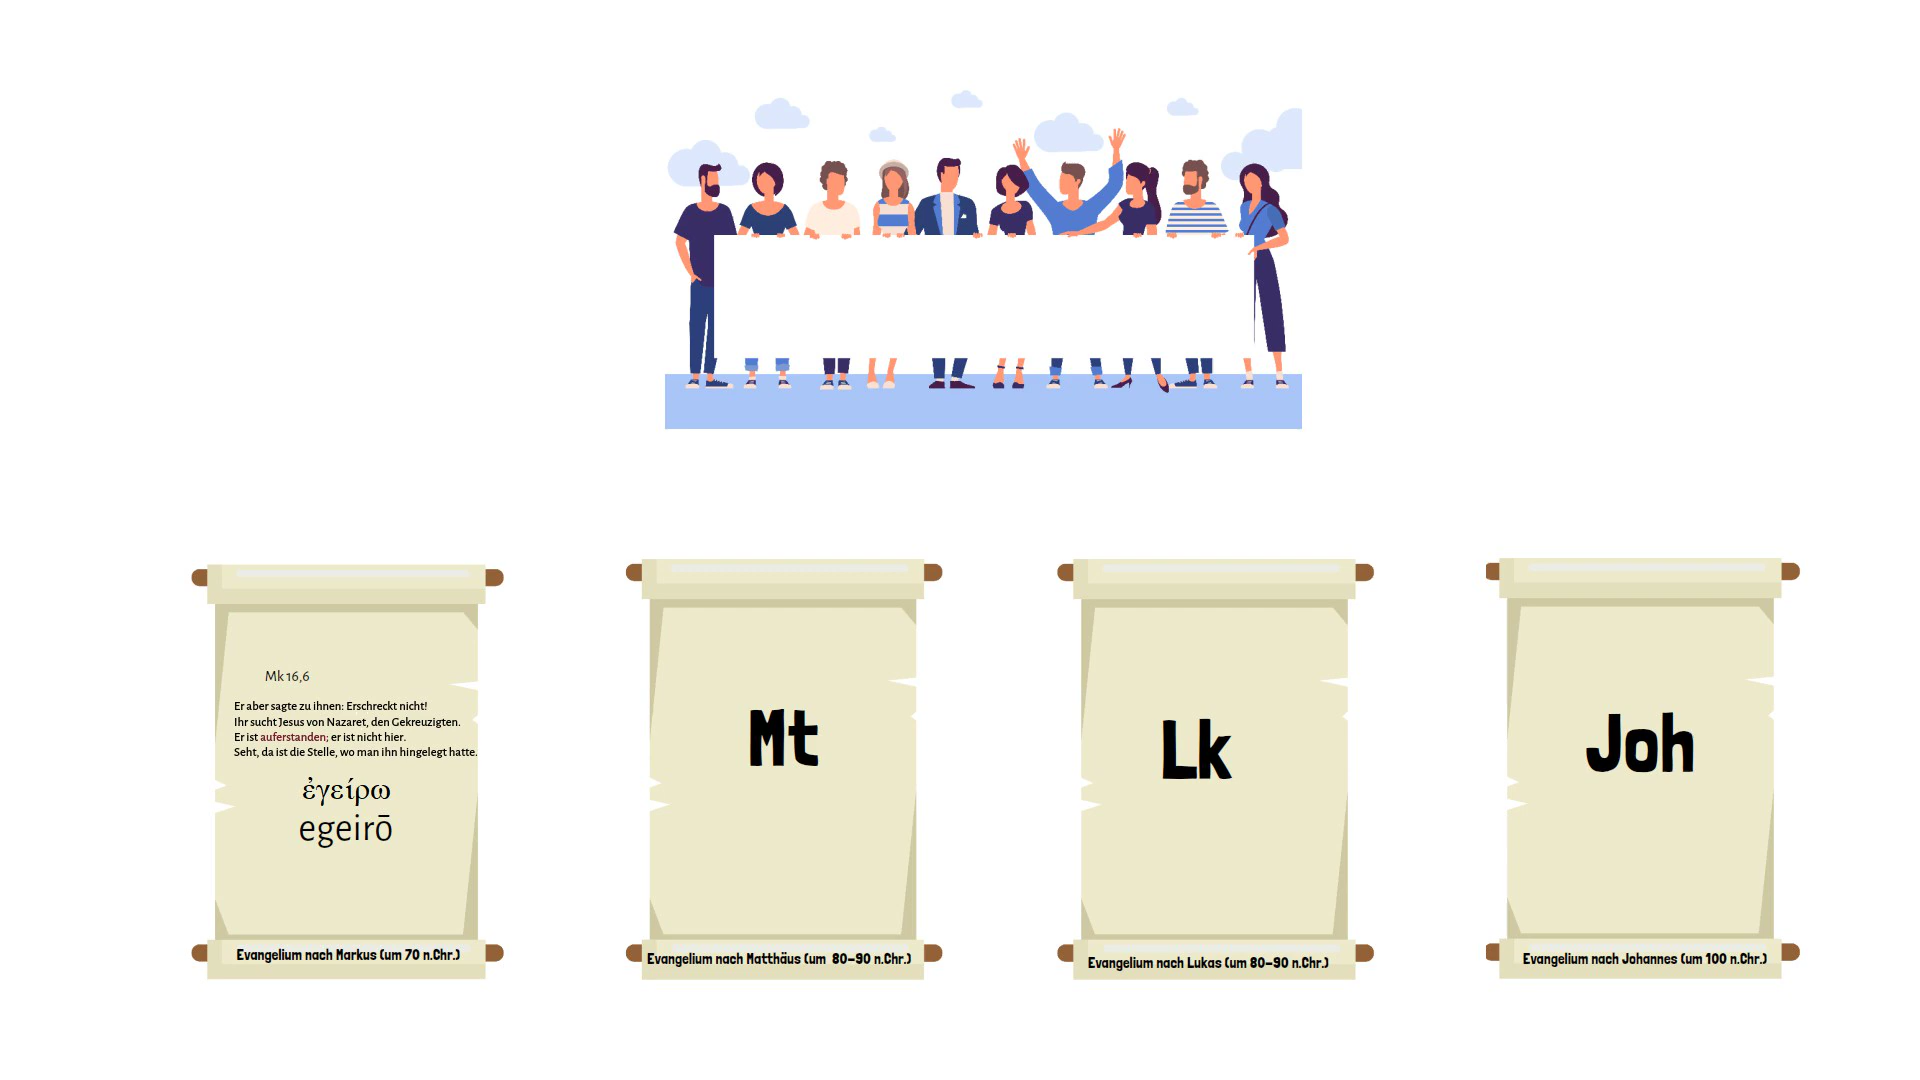 Mk 16,6
Er aber sagte zu ihnen: Erschreckt nicht!
Ihr sucht Jesus von Nazaret, den Gekreuzigten.
Er ist auferstanden; er ist nicht hier.
Seht, da ist die Stelle, wo man ihn hingelegt hatte.
ἐγείρω
egeirō
Evangelium nach Markus (um 70 n.Chr.)
Mt
Evangelium nach Matthäus (um 80-90 n.Chr.)
Lk
Evangelium nach Lukas (um 80-90 n.Chr.)
Joh
Evangelium nach Johannes (um 100 n.Chr.)